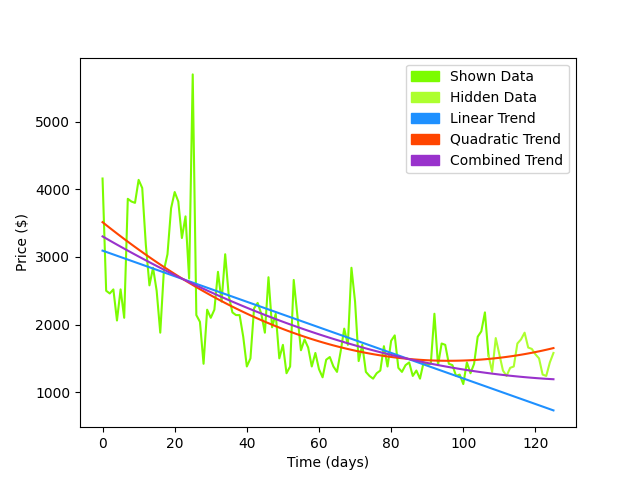 Shown Data
Hidden Data
Linear Trend
Quadratic Trend
Combined Trend
5000
4000
3000
2000
1000
Price ($)
0 20 40 60 80 100 120
Time (days)